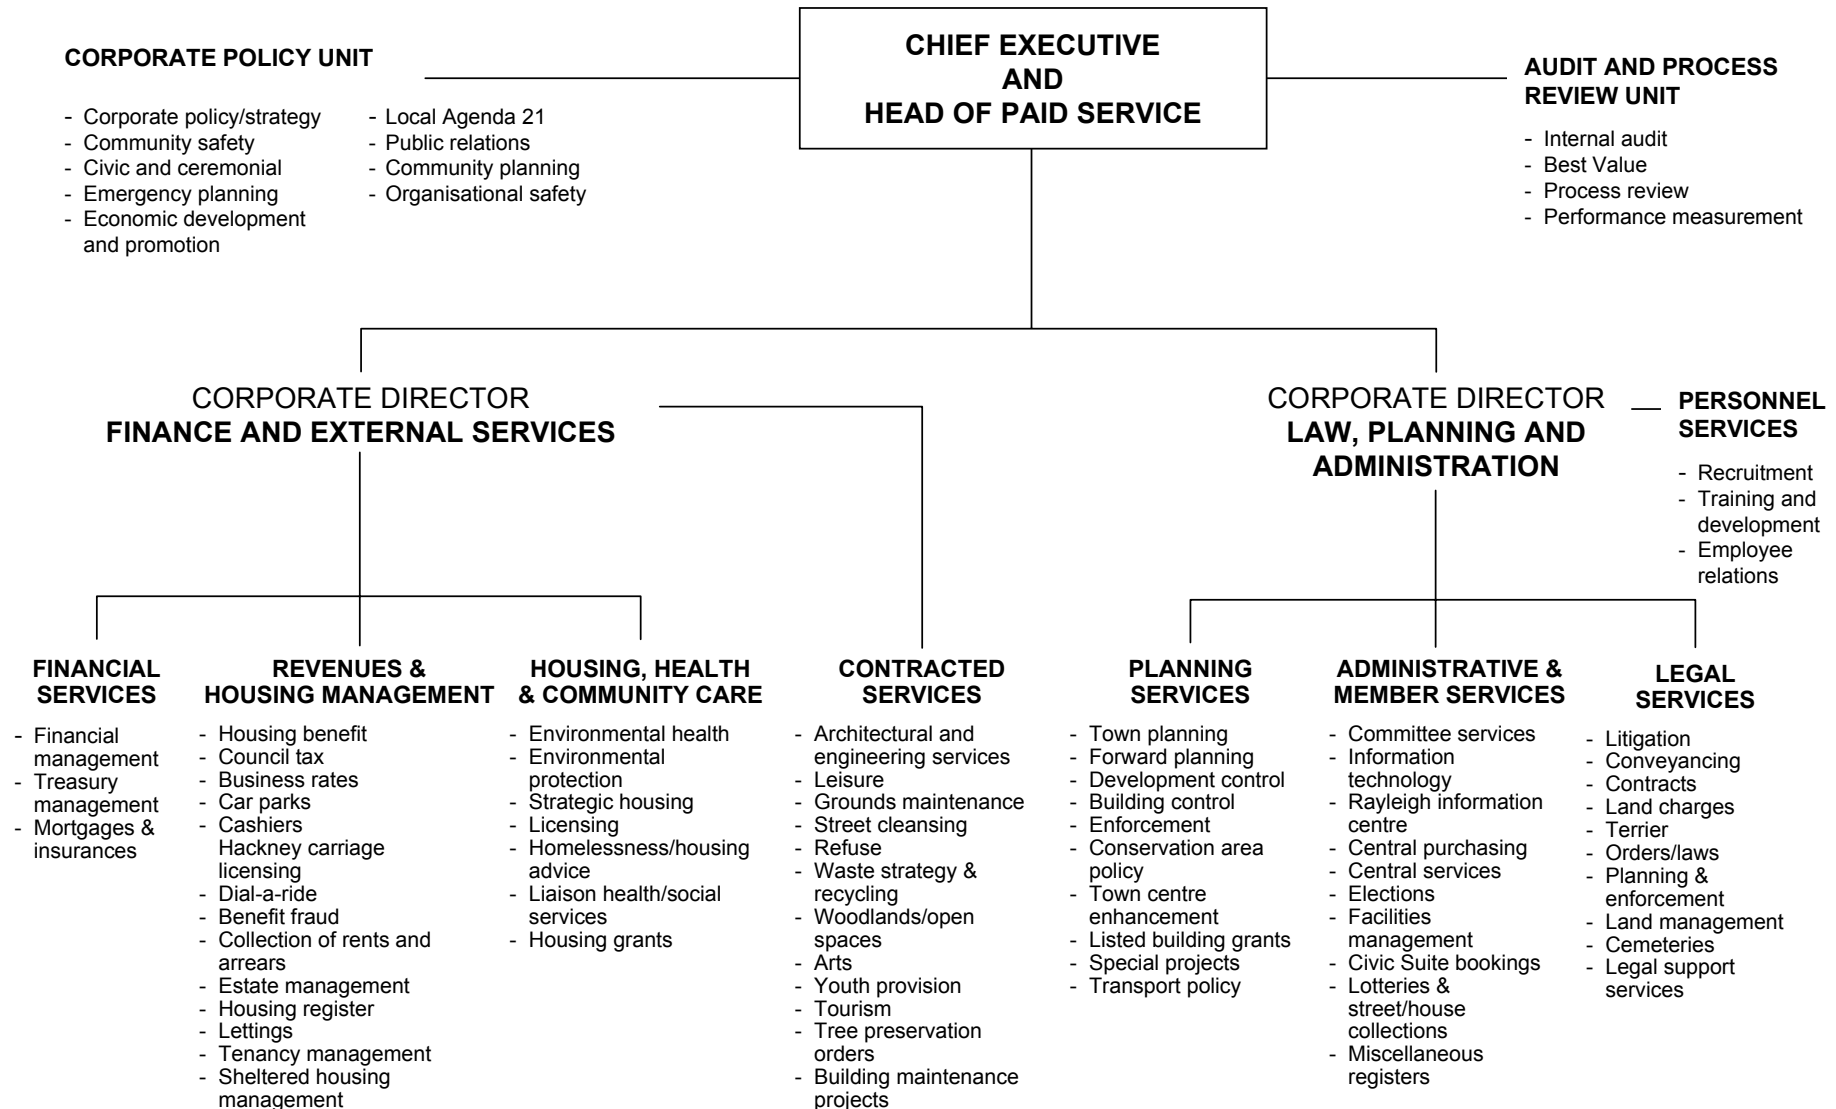 CHIEF EXECUTIVE
AND
HEAD OF PAID SERVICE
CORPORATE POLICY UNIT
- Corporate policy/strategy
- Community safety
- Civic and ceremonial
- Emergency planning
- Economic development
and promotion
- Local Agenda 21
- Public relations
- Community planning
- Organisational safety
AUDIT AND PROCESS
REVIEW UNIT
- Internal audit
- Best Value
- Process review
- Performance measurement
CORPORATE DIRECTOR
FINANCE AND EXTERNAL SERVICES
CORPORATE DIRECTOR
LAW, PLANNING AND
ADMINISTRATION
PERSONNEL
SERVICES
- Recruitment
- Training and
development
- Employee
relations
FINANCIAL
SERVICES
- Financial
management
- Treasury
management
- Mortgages &
insurances
REVENUES &
HOUSING MANAGEMENT
- Housing benefit
- Council tax
- Business rates
- Car parks
- Cashiers
Hackney carriage
licensing
- Dial-a-ride
- Benefit fraud
- Collection of rents and
arrears
- Estate management
- Housing register
- Lettings
- Tenancy management
- Sheltered housing
management
HOUSING, HEALTH
& COMMUNITY CARE
- Environmental health
- Environmental
protection
- Strategic housing
- Licensing
- Homelessness/housing
advice
- Liaison health/social
services
- Housing grants
CONTRACTED
SERVICES
- Architectural and
engineering services
- Leisure
- Grounds maintenance
- Street cleansing
- Refuse
- Waste strategy &
recycling
- Woodlands/open
spaces
- Arts
- Youth provision
- Tourism
- Tree preservation
orders
- Building maintenance
projects
PLANNING
SERVICES
- Town planning
- Forward planning
- Development control
- Building control
- Enforcement
- Conservation area
policy
- Town centre
enhancement
- Listed building grants
- Special projects
- Transport policy
ADMINISTRATIVE &
MEMBER SERVICES
- Committee services
- Information
technology
- Rayleigh information
centre
- Central purchasing
- Central services
- Elections
- Facilities
management
- Civic Suite bookings
- Lotteries &
street/house
collections
- Miscellaneous
registers
LEGAL
SERVICES
- Litigation
- Conveyancing
- Contracts
- Land charges
- Terrier
- Orders/laws
- Planning &
enforcement
- Land management
- Cemeteries
- Legal support
services